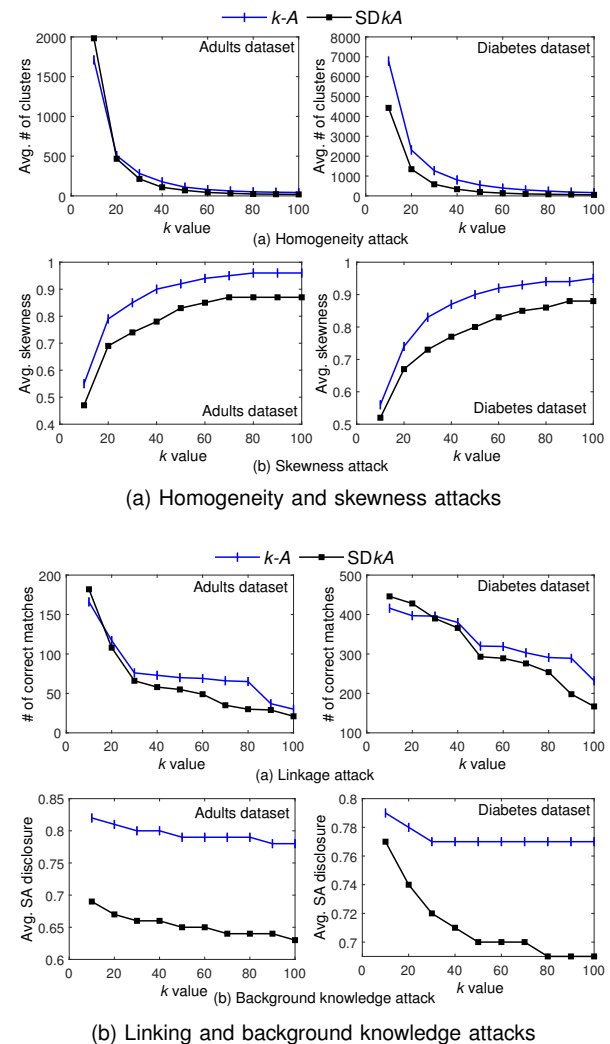 k-A SDkA
Adults dataset
Avg. # of clusters
2000
1500
1000
500
0
0 20 40 60 80 100
k value
Diabetes dataset
Avg. # of clusters
8000
7000
6000
5000
4000
3000
2000
1000
0
0 20 40 60 80 100
k value
(a) Homogeneity attack
Adults dataset
Avg. skewness
1
0.9
0.8
0.7
0.6
0.5
0.4
0 20 40 60 80 100
k value
Diabetes dataset
Avg. skewness
1
0.9
0.8
0.7
0.6
0.5
0 20 40 60 80 100
k value
(b) Skewness attack
(a) Homogeneity and skewness attacks
k-A SDkA
Adults dataset
# of correct matches
200
150
100
50
0
0 20 40 60 80 100
k value
Diabetes dataset
# of correct matches
500
400
300
200
100
0 20 40 60 80 100
k value
(a) Linkage attack
Adults dataset
Avg. SA disclosure
0.85
0.8
0.75
0.7
0.65
0.6
0 20 40 60 80 100
k value
Diabetes dataset
Avg. SA disclosure
0.8
0.78
0.76
0.74
0.72
0.7
0 20 40 60 80 100
k value
(b) Background knowledge attack
(b) Linking and background knowledge attacks